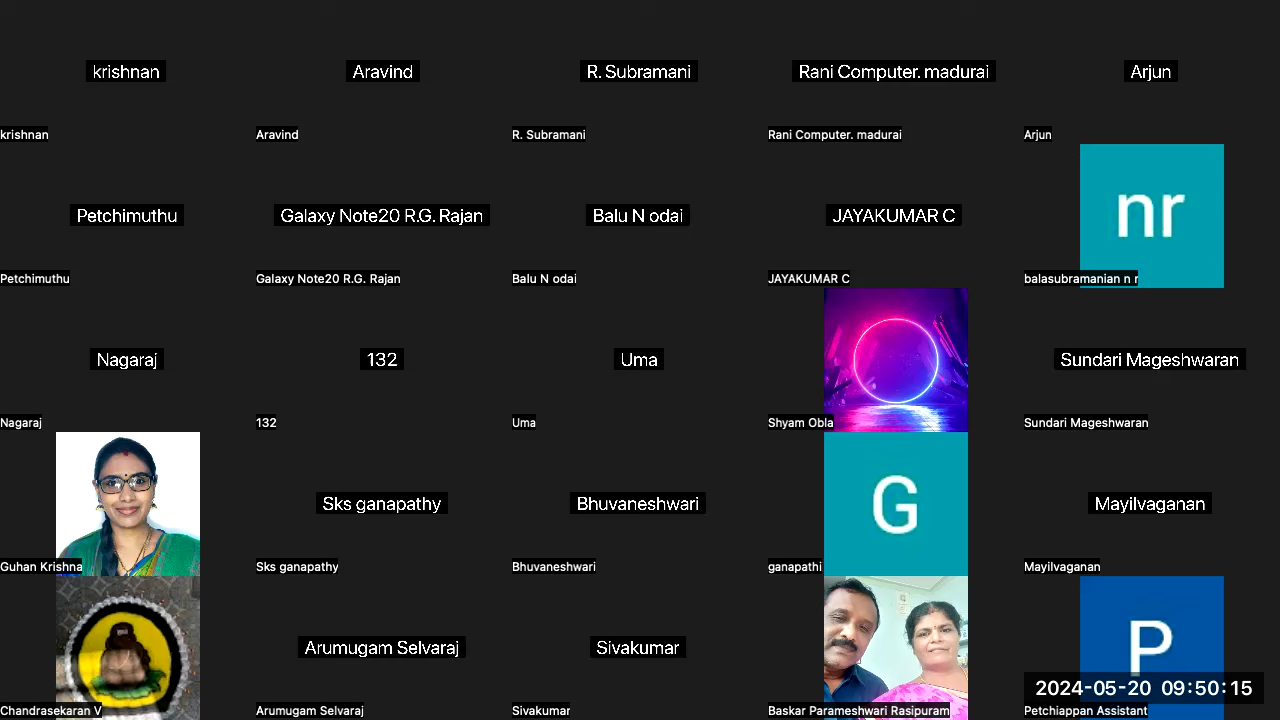 krishnan
Aravind
R. Subramani
Rani Computer. madurai
Arjun
krishnan
Aravind
R. Subramani
Rani Computer. madurai
Arjun
Petchimuthu
Galaxy Note20 R.G. Rajan
Balu N odai
JAYAKUMAR C
nr
Petchimuthu
Galaxy Note20 R.G. Rajan
Balu N odai
JAYAKUMAR C
balasubramanian n r
Nagaraj
132
Uma
Sundari Mageshwaran
Nagaraj
132
Uma
Shyam Obla
Sundari Mageshwaran
Sks ganapathy
Bhuvaneshwari
G
Mayilvaganan
Guhan Krishna
Sks ganapathy
Bhuvaneshwari
ganapathi
Mayilvaganan
Arumugam Selvaraj
Sivakumar
P
2024-05-20 09:50:15
Chandrasekaran V
Arumugam Selvaraj
Sivakumar
Baskar Parameshwari Rasipuram
Petchiappan Assistant